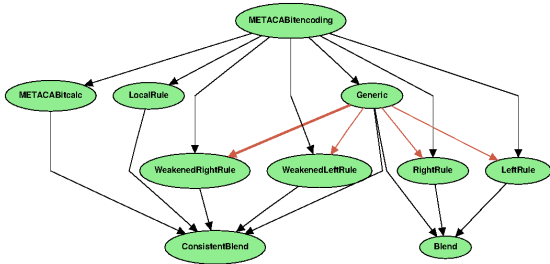 METACABitencoding
METACABitcalc
LocalRule
Generic
WeakenedRightRule
WeakenedLeftRule
RightRule
LeftRule
ConsistentBlend
Blend